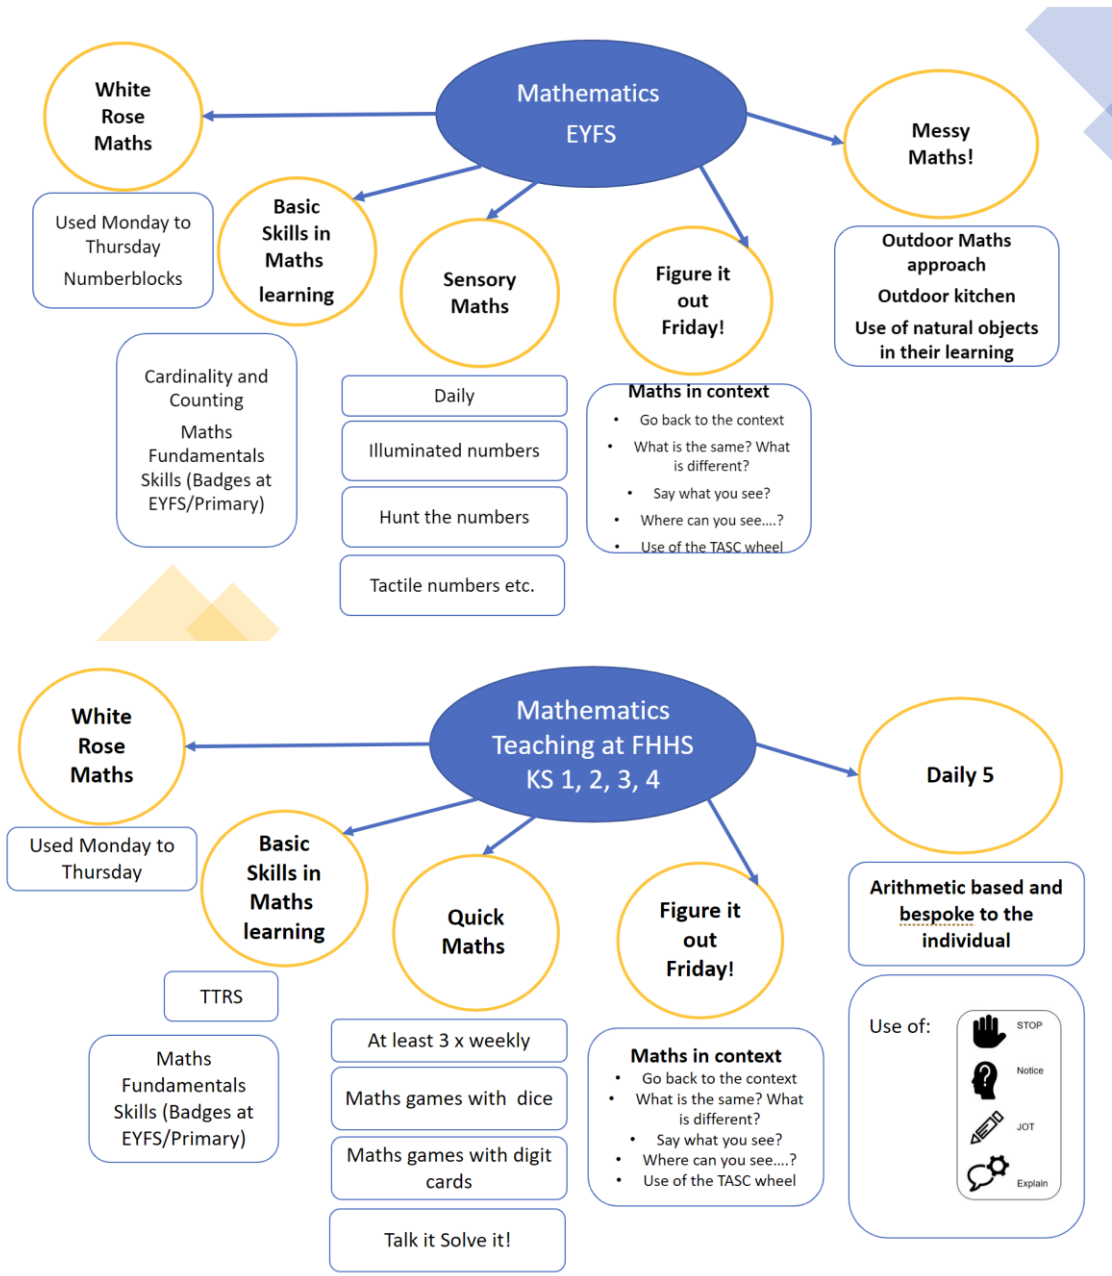 Mathematics
EYFS
White
Rose
Maths
Used Monday to
Thursday
Numberblocks
Basic
Skills in
Maths
learning
Cardinality and
Counting
Maths
Fundamentals
Skills (Badges at
EYFS/Primary)
Sensory
Maths
Daily
Illuminated numbers
Hunt the numbers
Tactile numbers etc.
Figure it
out
Friday!
Maths in context
• Go back to the context
• What is the same? What
is different?
• Say what you see?
• Where can you see....?
• Use of the TASC wheel
Messy
Maths!
Outdoor Maths
approach
Outdoor kitchen
Use of natural objects
in their learning
Mathematics
Teaching at FHHS
KS 1, 2, 3, 4
White
Rose
Maths
Used Monday to
Thursday
Basic
Skills in
Maths
learning
TTRS
Maths
Fundamentals
Skills (Badges at
EYFS/Primary)
Quick
Maths
At least 3 x weekly
Maths games with dice
Maths games with digit
cards
Talk it Solve it!
Figure it
out
Friday!
Maths in context
• Go back to the context
• What is the same? What
is different?
• Say what you see?
• Where can you see....?
• Use of the TASC wheel
Daily 5
Arithmetic based and
bespoke to the
individual
Use of:
STOP
Notice
JOT
Explain